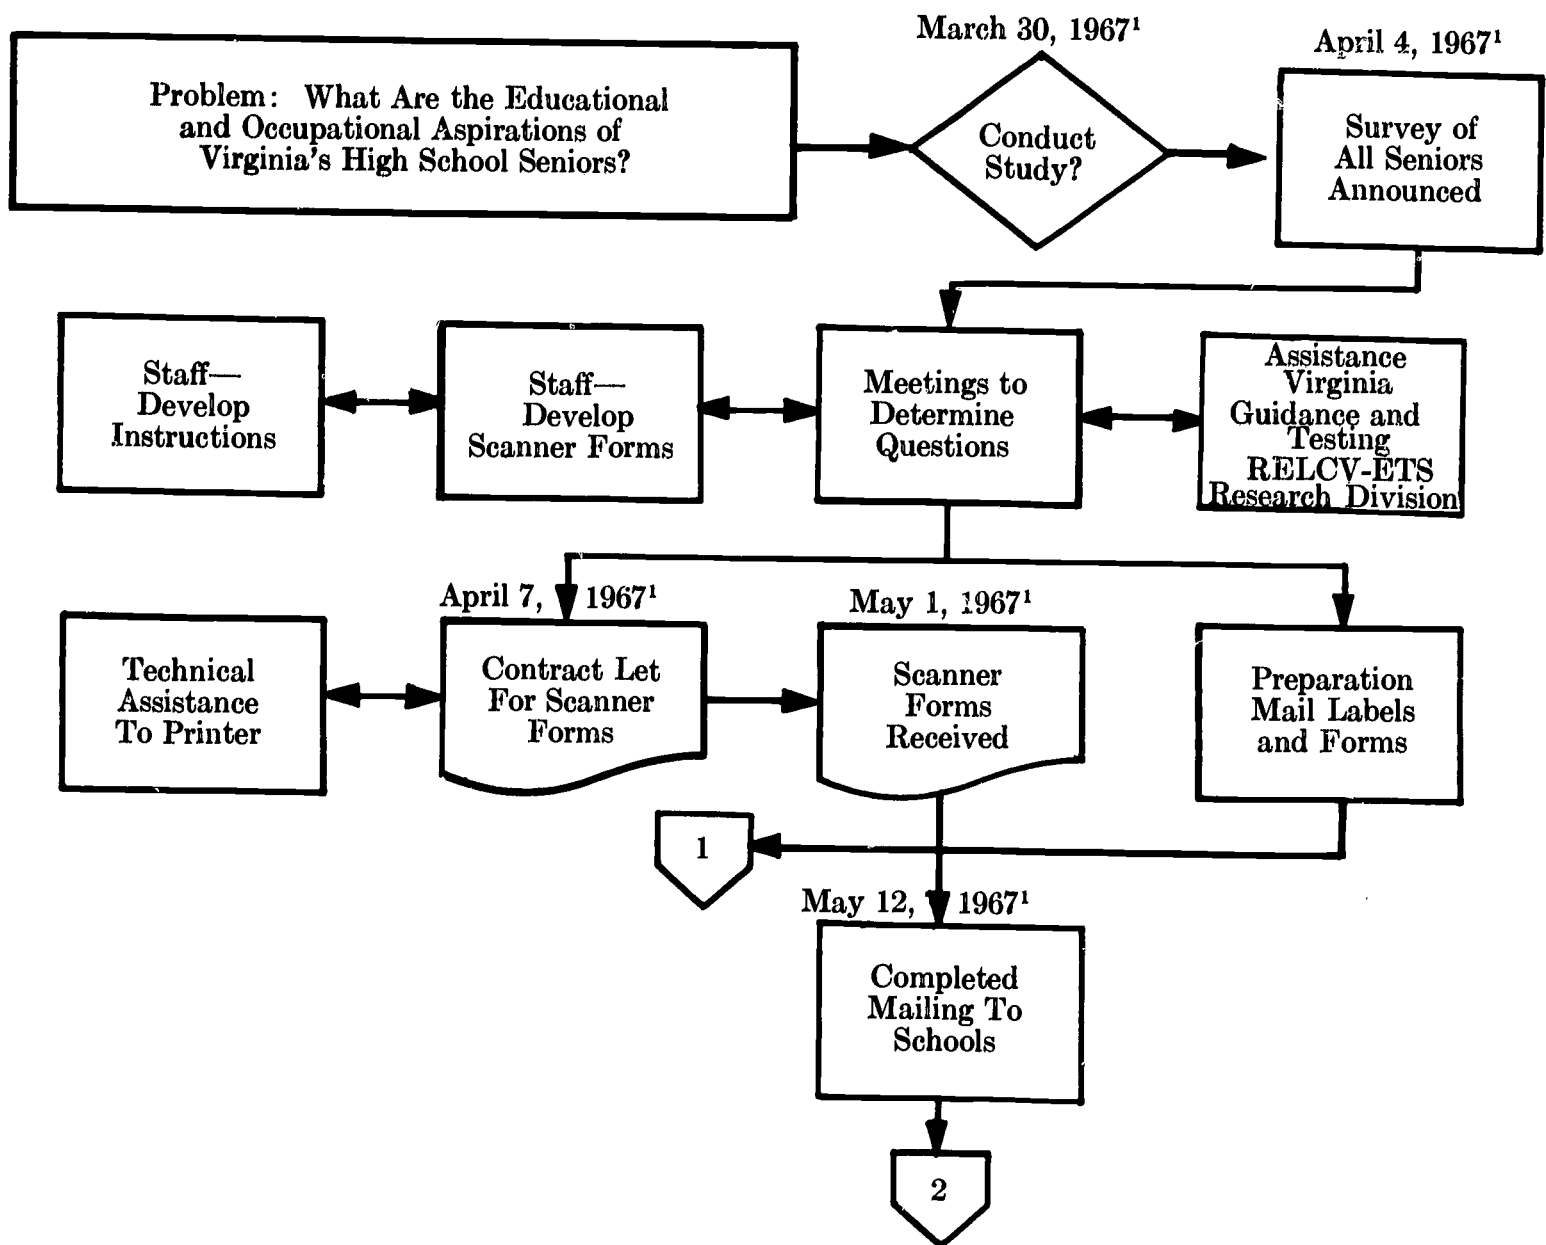 March 30, 1967¹
April 4, 1967¹
Problem: What Are the Educational
and Occupational Aspirations of
Virginia's High School Seniors?
Conduct
Study?
Survey of
All Seniors
Announced
Staff—
Develop
Instructions
Staff—
Develop
Scanner Forms
Meetings to
Determine
Questions
Assistance
Virginia
Guidance and
Testing
RELCV-ETS
Research Division
April 7, 1967¹
May 1, 1967¹
Technical
Assistance
To Printer
Contract Let
For Scanner
Forms
Scanner
Forms
Received
Preparation
Mail Labels
and Forms
1
May 12, 1967¹
Completed
Mailing To
Schools
2